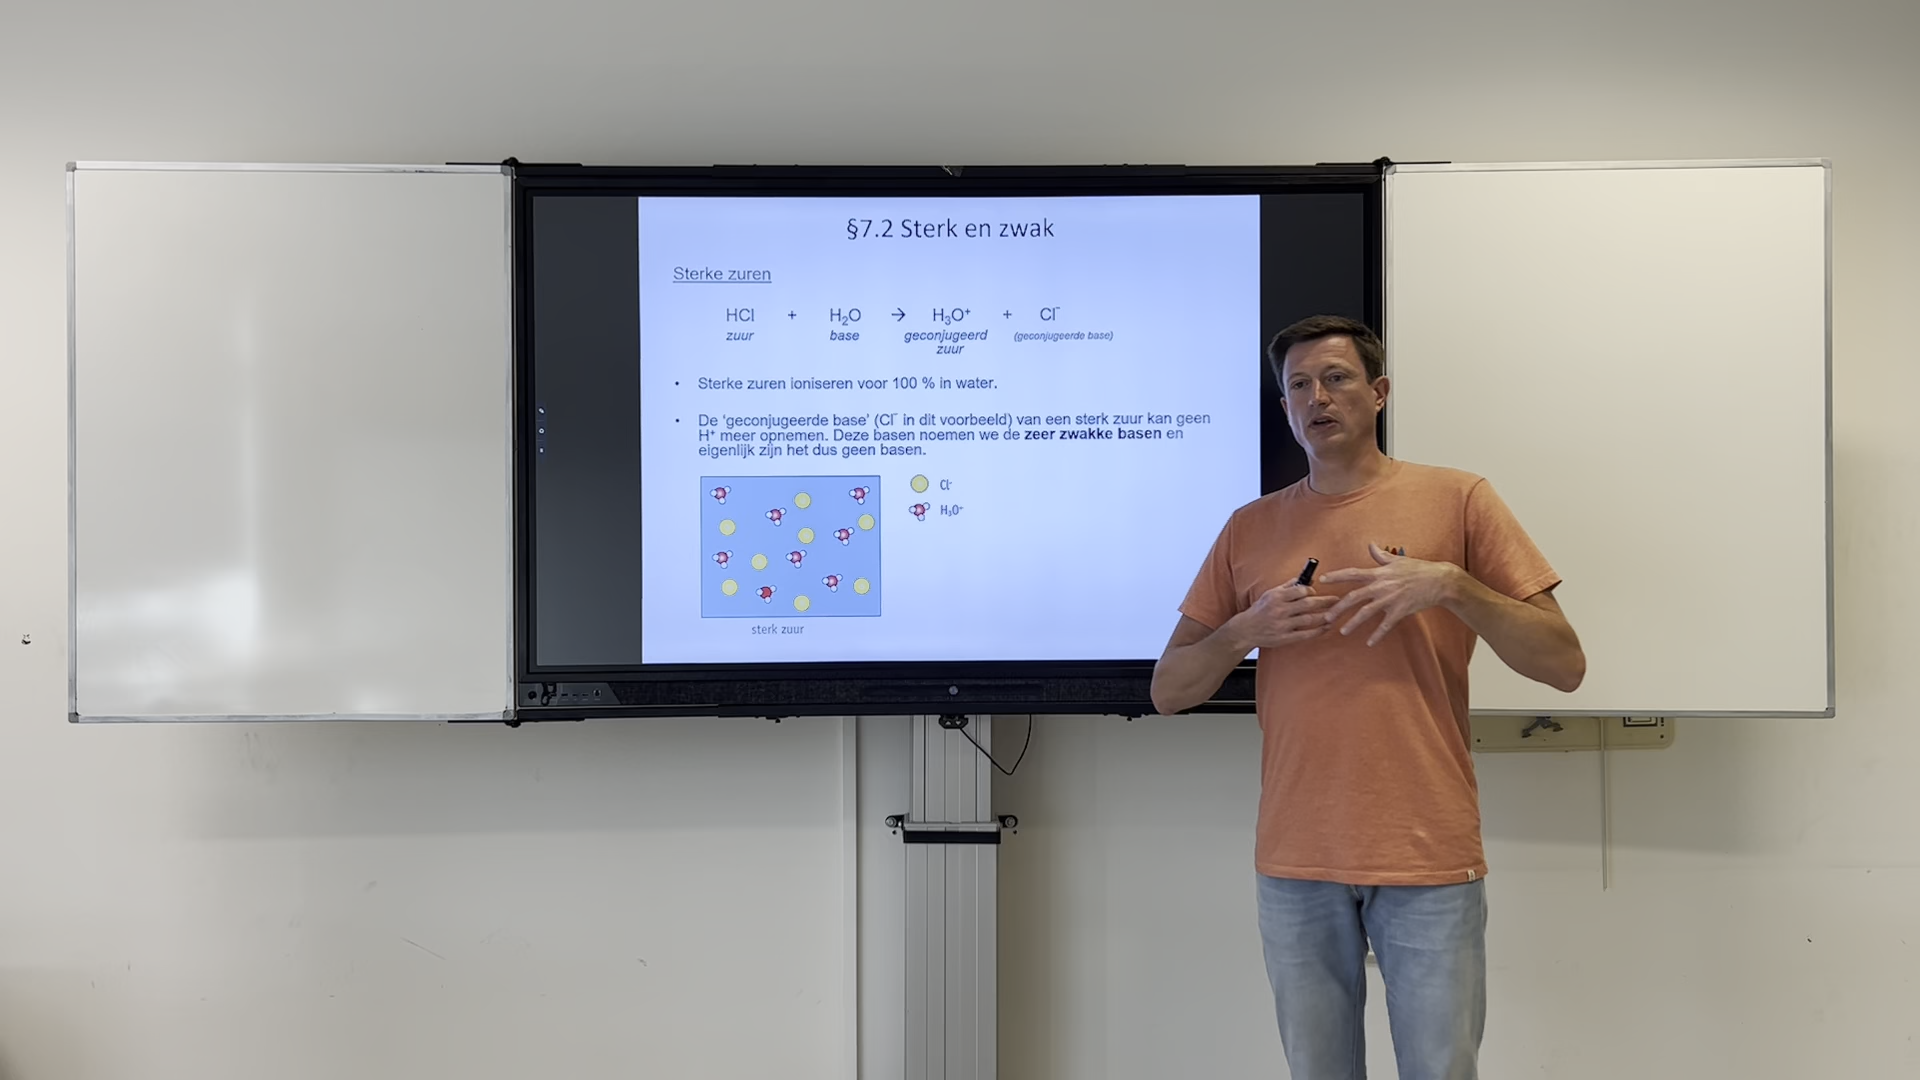 §7.2 Sterk en zwak
Sterke zuren
HCl + H₂O → H₃O⁺ + Cl⁻
zuur base geconjugeerd (geconjugeerde base)
zuur
• Sterke zuren ioniseren voor 100 % in water.
• De ‘geconjugeerde base’ (Cl⁻ in dit voorbeeld) van een sterk zuur kan geen
H⁺ meer opnemen. Deze basen noemen we de zeer zwakke basen en
eigenlijk zijn het dus geen basen.
Cl⁻
H₃O⁺
sterk zuur